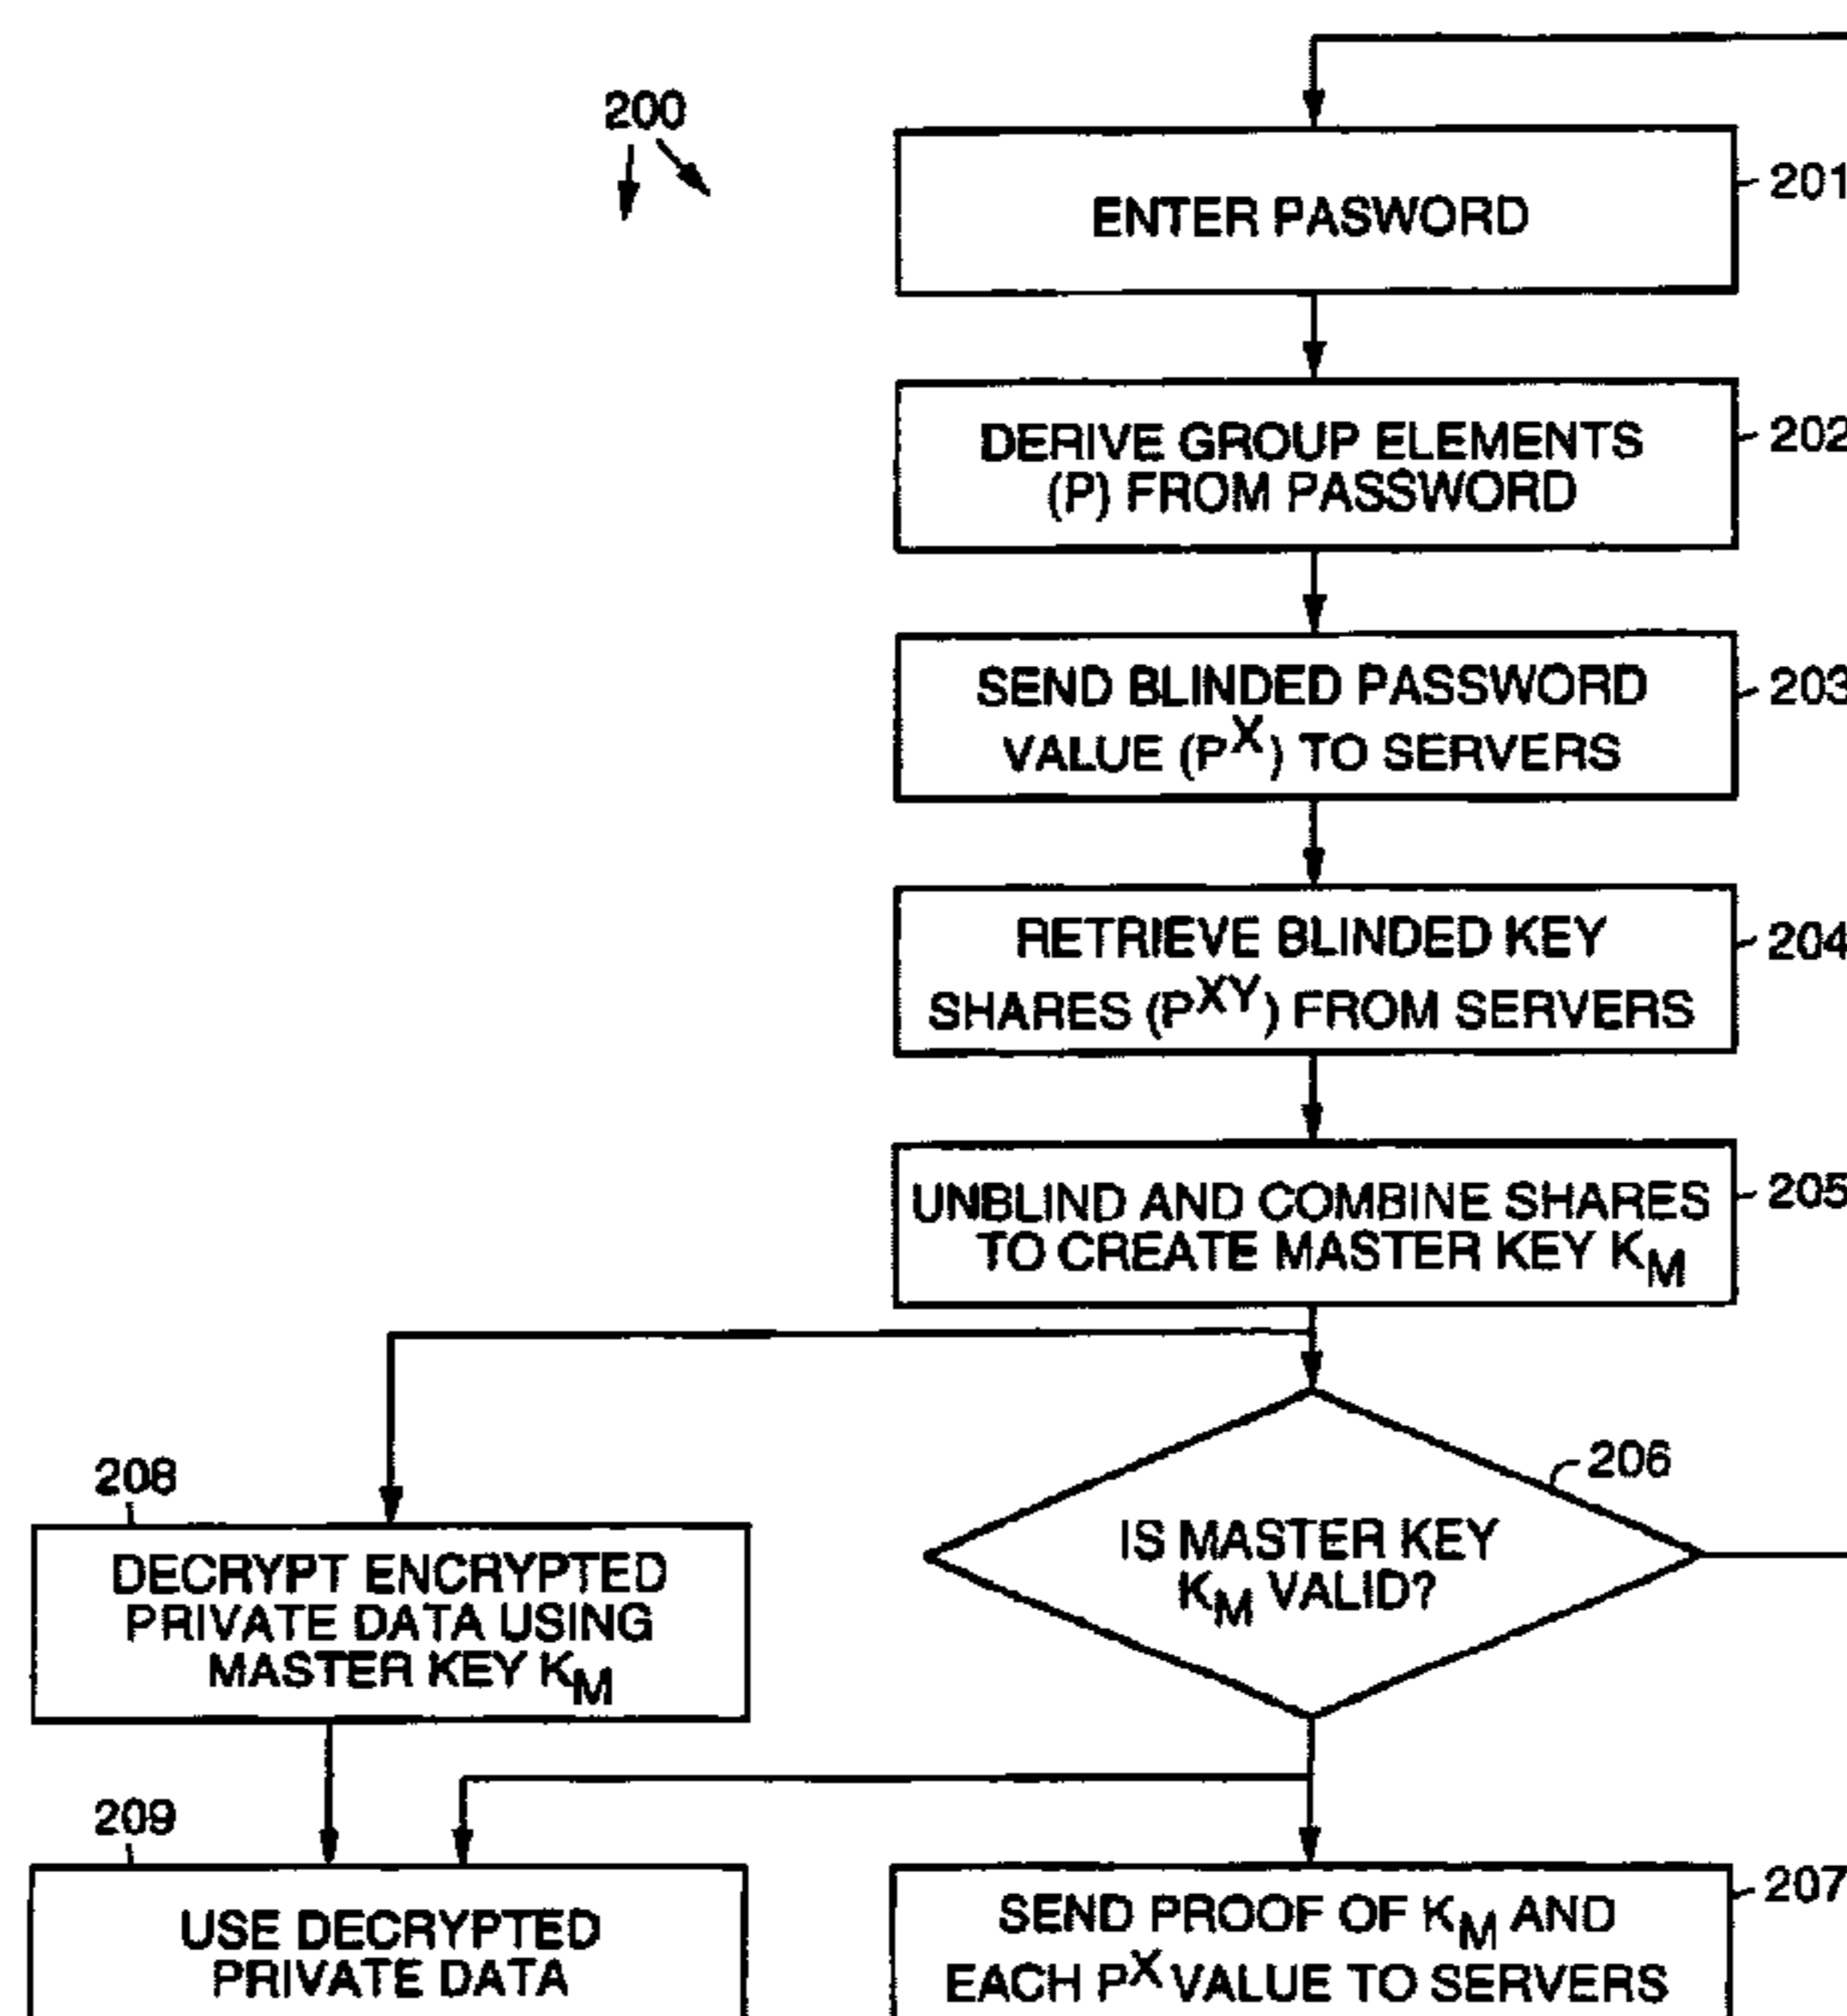 200
ENTER PASWORD
201
DERIVE GROUP ELEMENTS
(P) FROM PASSWORD
202
SEND BLINDED PASSWORD
VALUE (P^X) TO SERVERS
203
RETRIEVE BLINDED KEY
SHARES (P^XY) FROM SERVERS
204
UNBLIND AND COMBINE SHARES
TO CREATE MASTER KEY K_M
205
206
IS MASTER KEY
K_M VALID?
208
DECRYPT ENCRYPTED
PRIVATE DATA USING
MASTER KEY K_M
209
USE DECRYPTED
PRIVATE DATA
207
SEND PROOF OF K_M AND
EACH P^X VALUE TO SERVERS